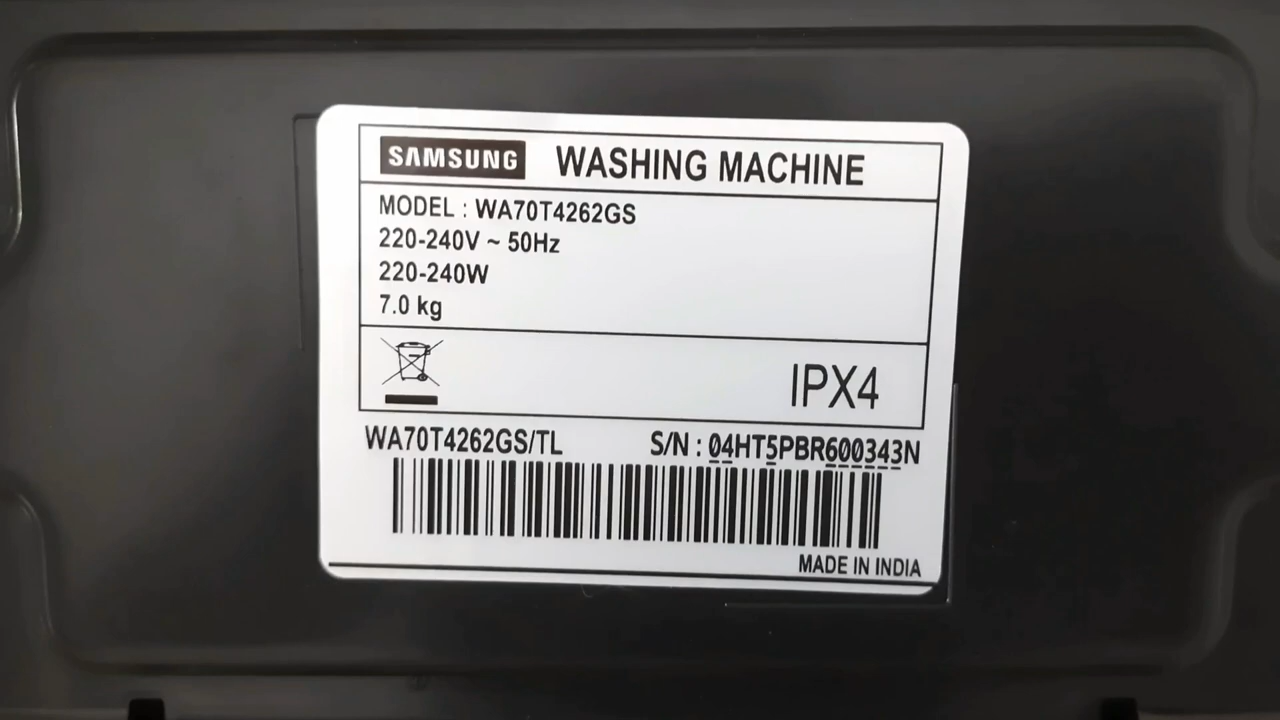 SAMSUNG WASHING MACHINE
MODEL : WA70T4262GS
220-240V ~ 50Hz
220-240W
7.0 kg
IPX4
WA70T4262GS/TL S/N : 04HT5PBR600343N
MADE IN INDIA